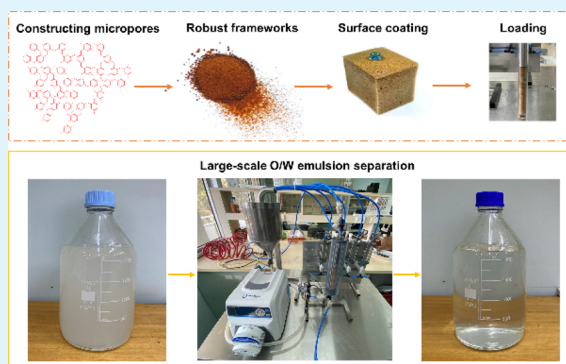 Constructing micropores
Robust frameworks
Surface coating
Loading
Large-scale O/W emulsion separation